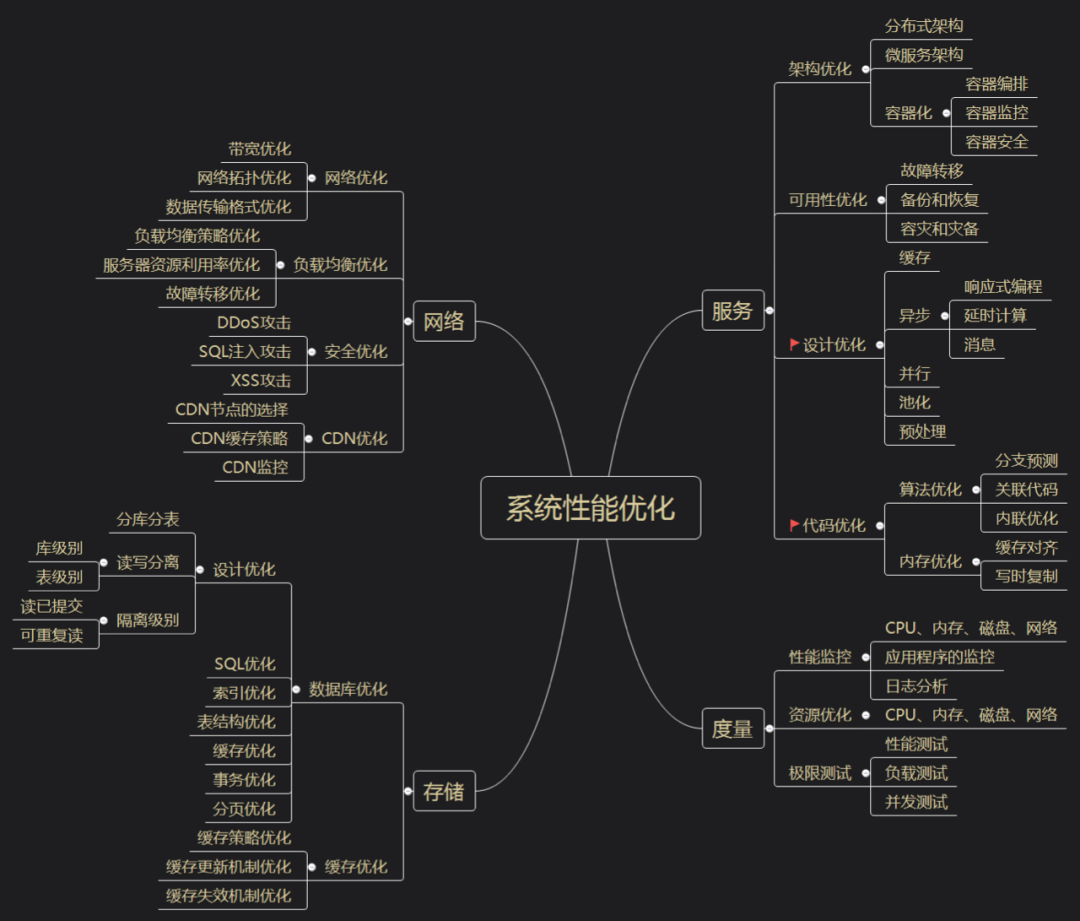 系统性能优化
服务
架构优化
分布式架构
微服务架构
容器化
容器编排
容器监控
容器安全
可用性优化
故障转移
备份和恢复
容灾和灾备
设计优化
缓存
异步
响应式编程
延时计算
消息
并行
池化
预处理
代码优化
算法优化
分支预测
关联代码
内联优化
内存优化
缓存对齐
写时复制
度量
性能监控
CPU、内存、磁盘、网络
应用程序的监控
日志分析
资源优化
CPU、内存、磁盘、网络
极限测试
性能测试
负载测试
并发测试
网络
网络优化
带宽优化
网络拓扑优化
数据传输格式优化
负载均衡优化
负载均衡策略优化
服务器资源利用率优化
故障转移优化
安全优化
DDoS攻击
SQL注入攻击
XSS攻击
CDN优化
CDN节点的选择
CDN缓存策略
CDN监控
存储
数据库优化
设计优化
分库分表
读写分离
库级别
表级别
隔离级别
读已提交
可重复读
SQL优化
索引优化
表结构优化
缓存优化
事务优化
分页优化
缓存优化
缓存策略优化
缓存更新机制优化
缓存失效机制优化